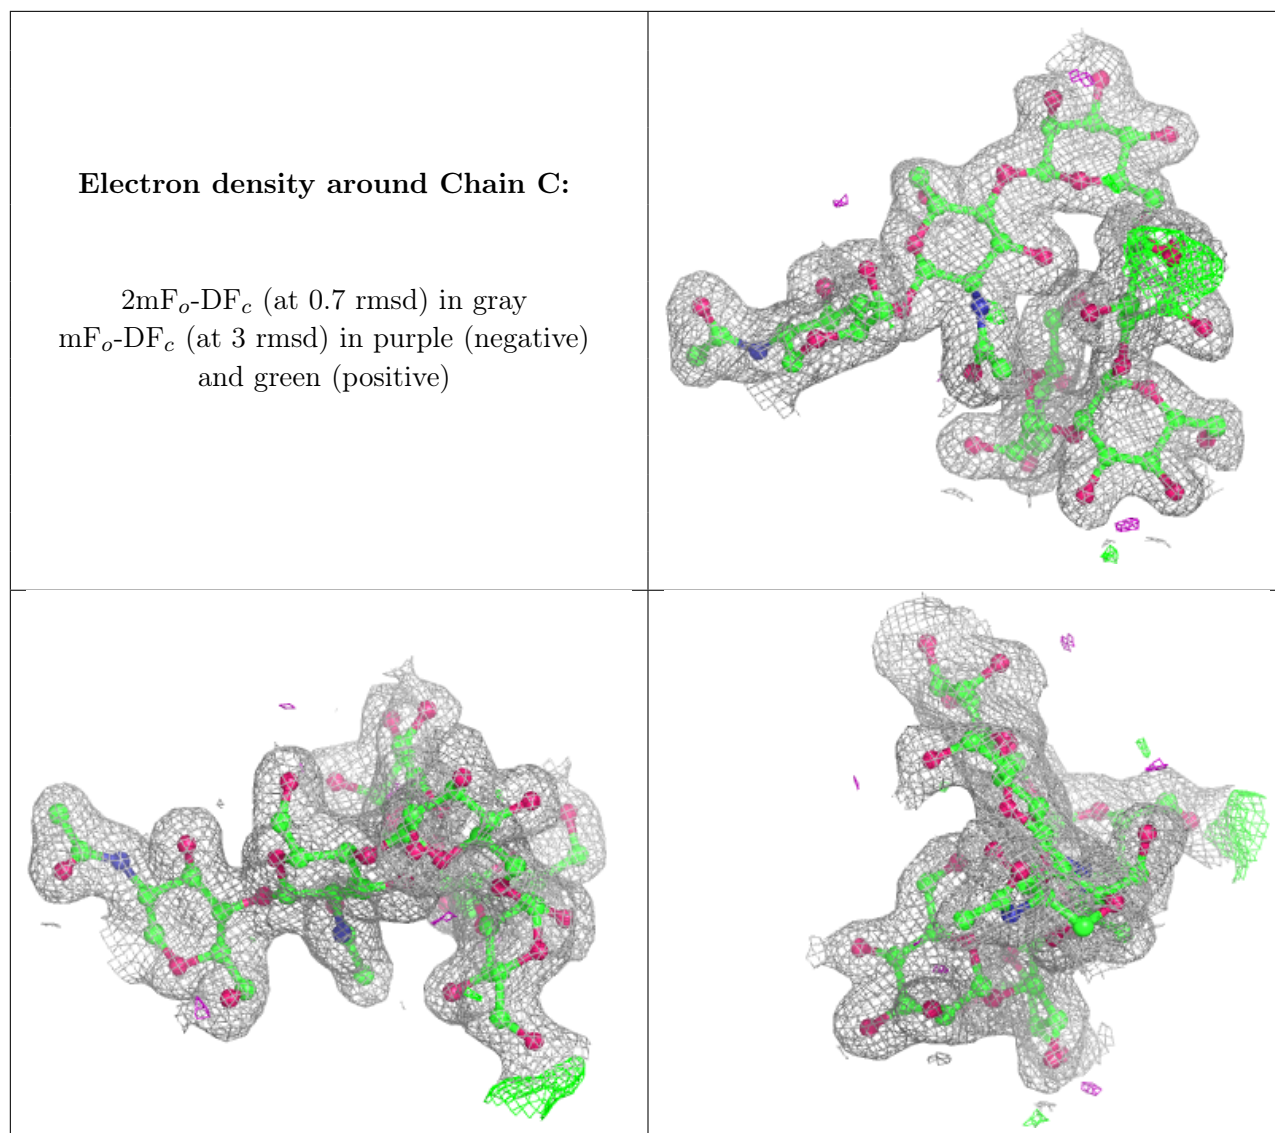 Electron density around Chain C:
2mFo-DFc (at 0.7 rmsd) in gray
mFo-DFc (at 3 rmsd) in purple (negative)
and green (positive)